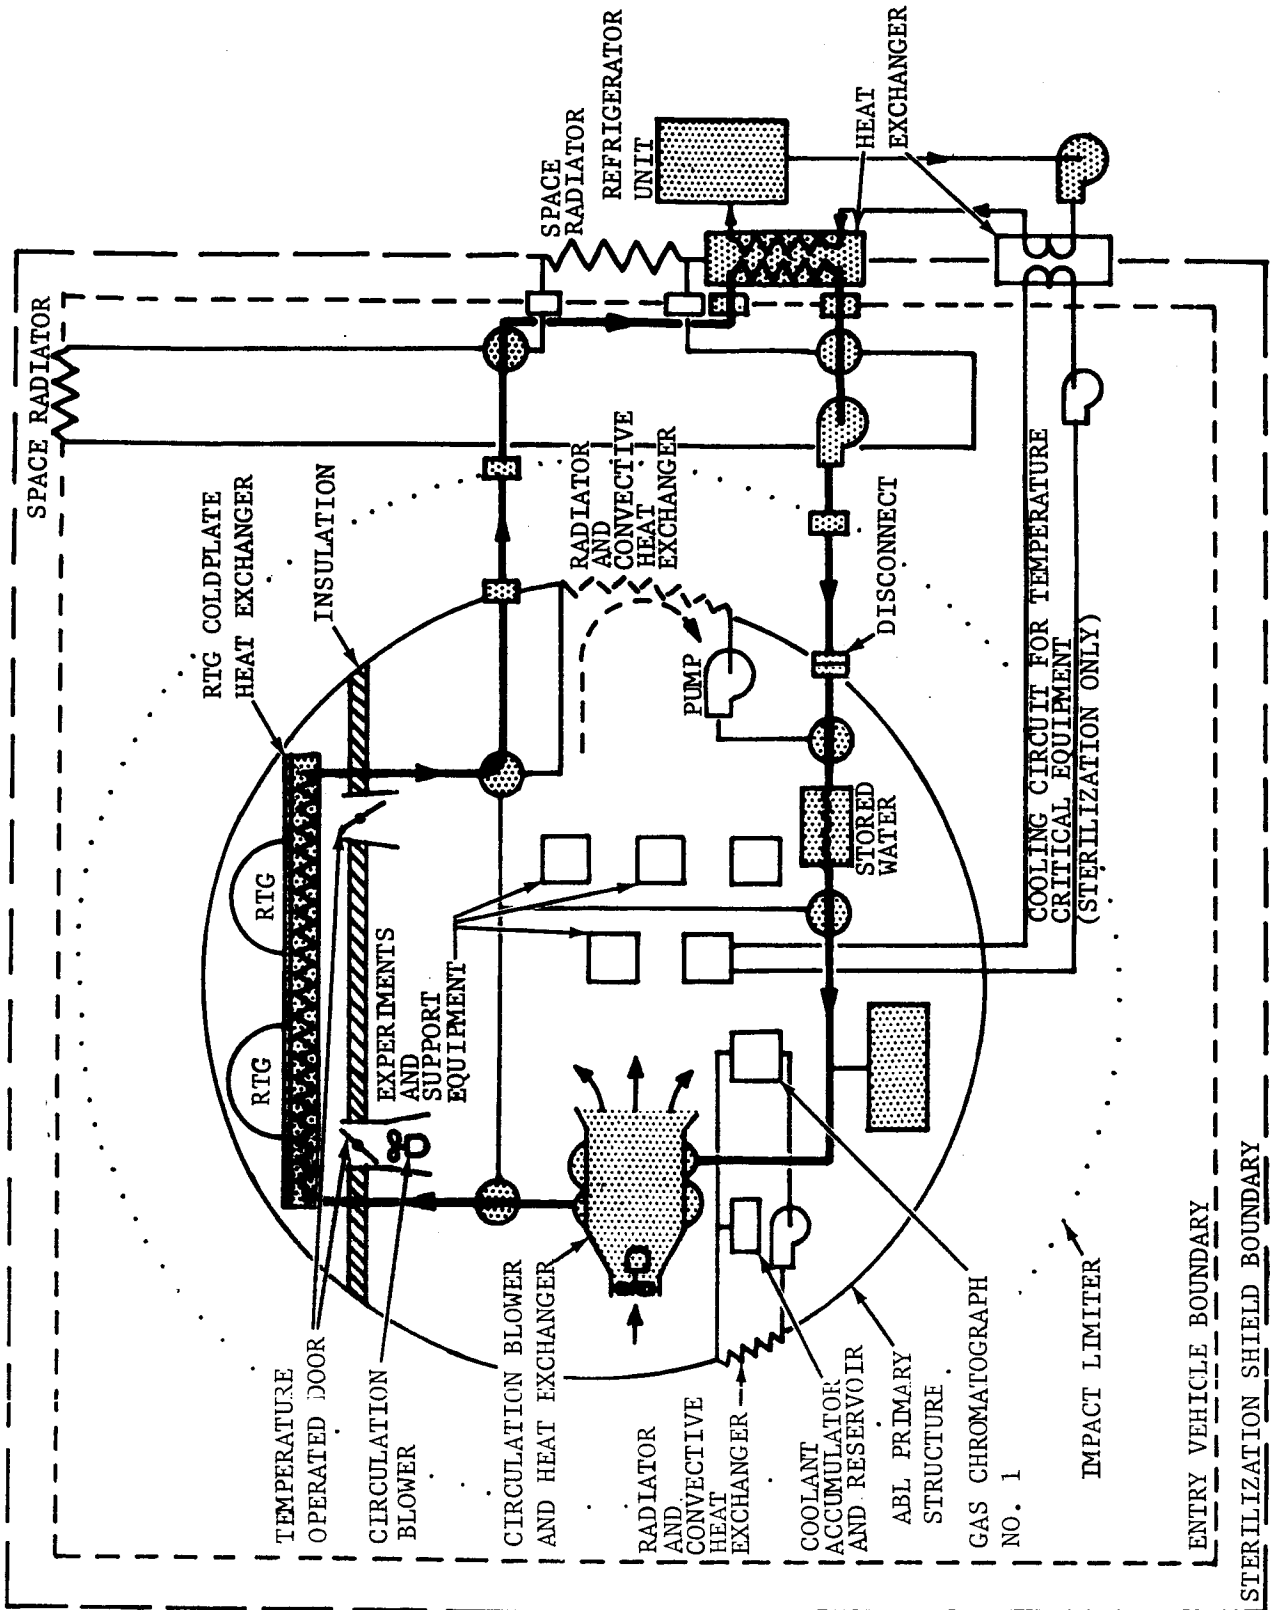 SPACE RADIATOR
RTG COLDPLATE
HEAT EXCHANGER
INSULATION
SPACE
RADIATOR
REFRIGERATOR
UNIT
HEAT
EXCHANGER
RADIATOR
AND
CONVECTIVE
HEAT
EXCHANGER
PUMP
DISCONNECT
RTG
RTG
EXPERIMENTS
AND
SUPPORT
EQUIPMENT
STORED
WATER
COOLING CIRCUIT FOR TEMPERATURE
CRITICAL EQUIPMENT
(STERILIZATION ONLY)
TEMPERATURE
OPERATED DOOR
CIRCULATION
BLOWER
CIRCULATION BLOWER
AND HEAT EXCHANGER
RADIATOR
AND
CONVECTIVE
HEAT
EXCHANGER
COOLANT
ACCUMULATOR
AND RESERVOIR
ABL PRIMARY
STRUCTURE
GAS CHROMATOGRAPH
NO. 1
IMPACT LIMITER
ENTRY VEHICLE BOUNDARY
STERILIZATION SHIELD BOUNDARY